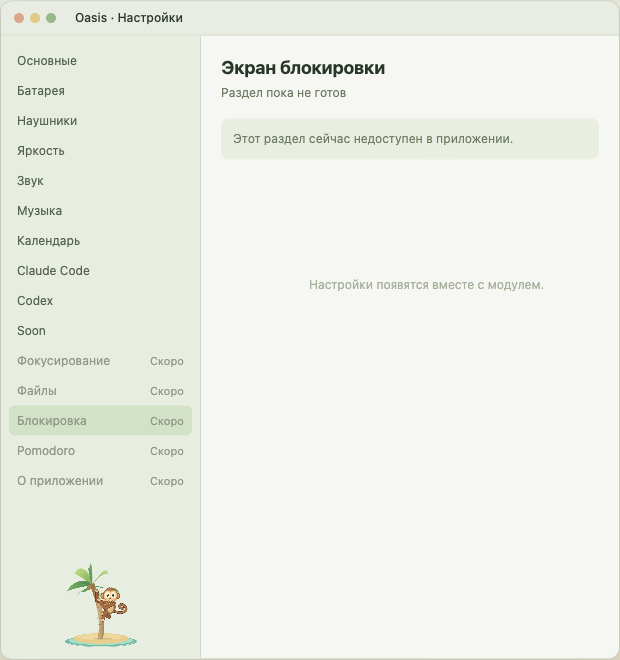 Oasis · Настройки
Основные
Батарея
Наушники
Яркость
Звук
Музыка
Календарь
Claude Code
Codex
Soon
Фокусирование Скоро
Файлы Скоро
Блокировка Скоро
Pomodoro Скоро
О приложении Скоро
Экран блокировки
Раздел пока не готов
Этот раздел сейчас недоступен в приложении.
Настройки появятся вместе с модулем.